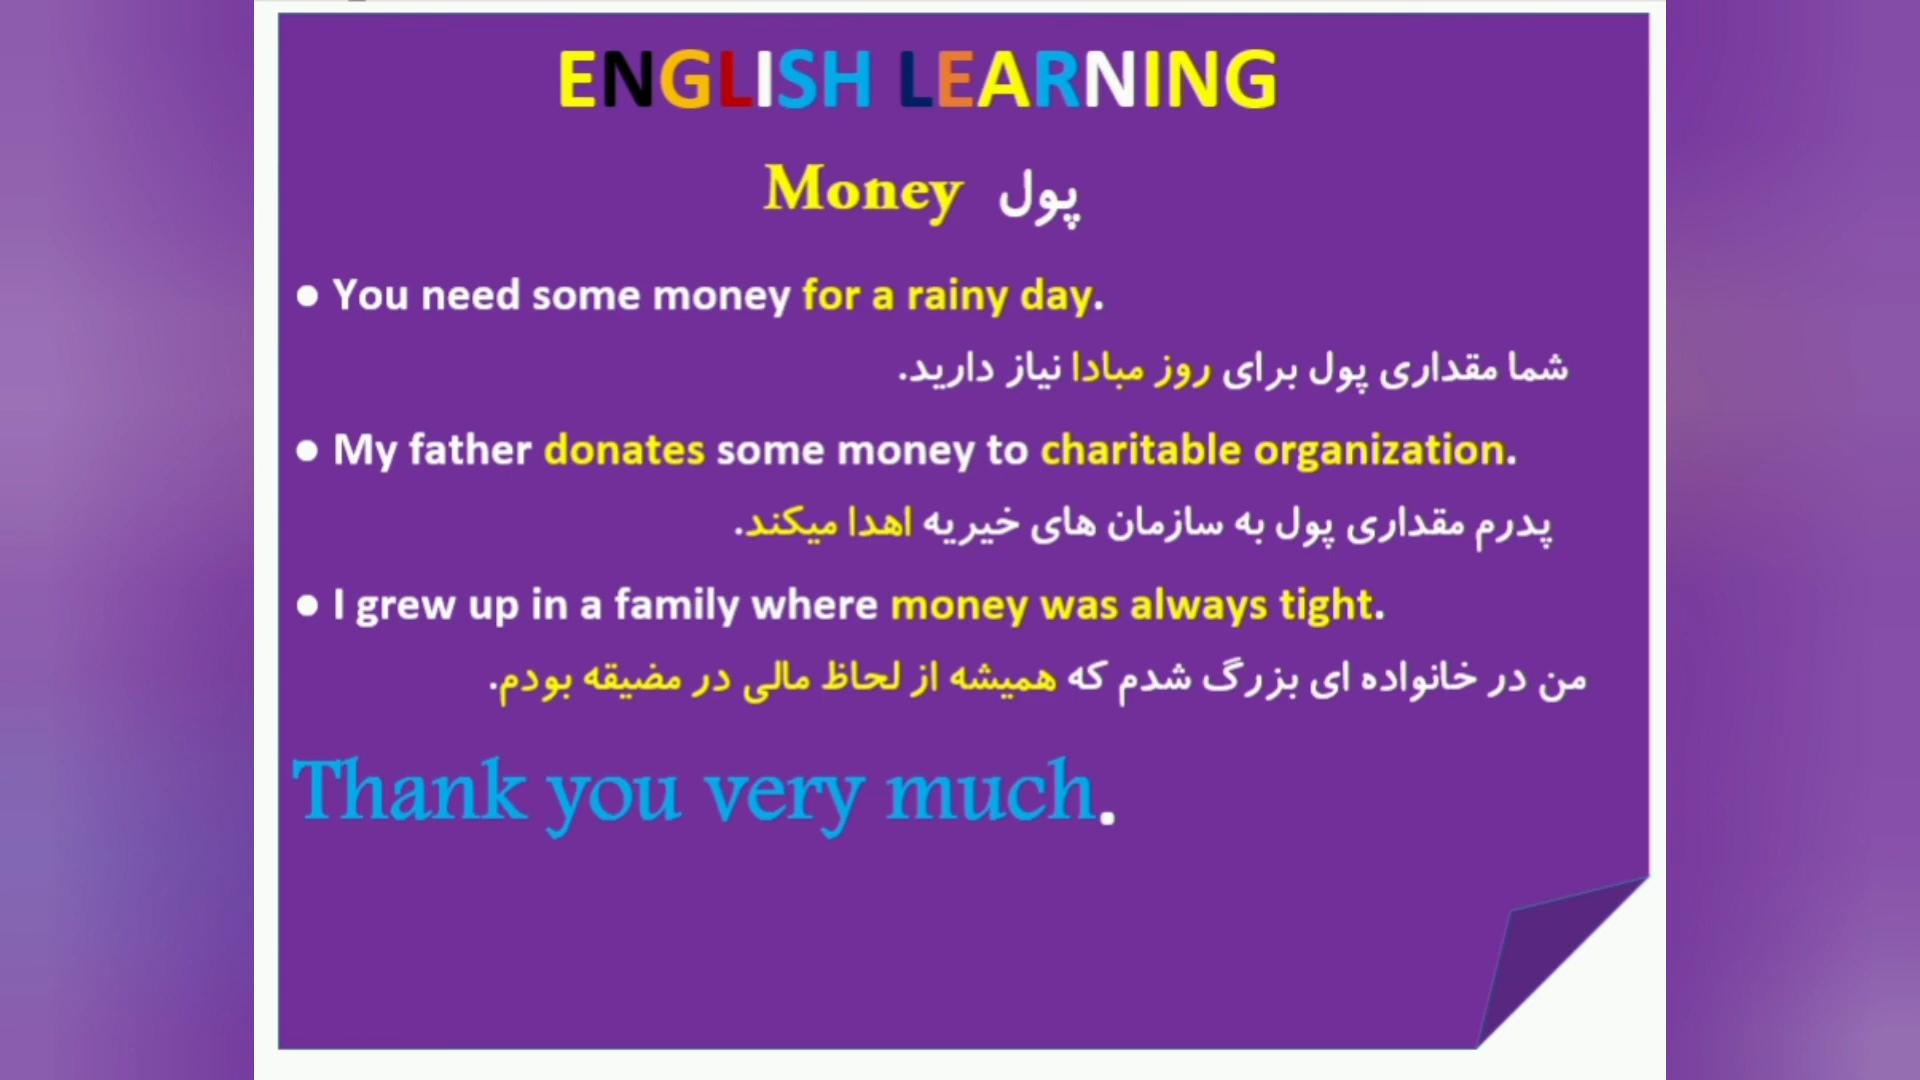 ENGLISH LEARNING
Money پول
● You need some money for a rainy day.
شما مقداری پول برای روز مبادا نیاز دارید.
● My father donates some money to charitable organization.
پدرم مقداری پول به سازمان های خیریه اهدا میکند.
● I grew up in a family where money was always tight.
من در خانواده ای بزرگ شدم که همیشه از لحاظ مالی در مضیقه بودم.
Thank you very much.